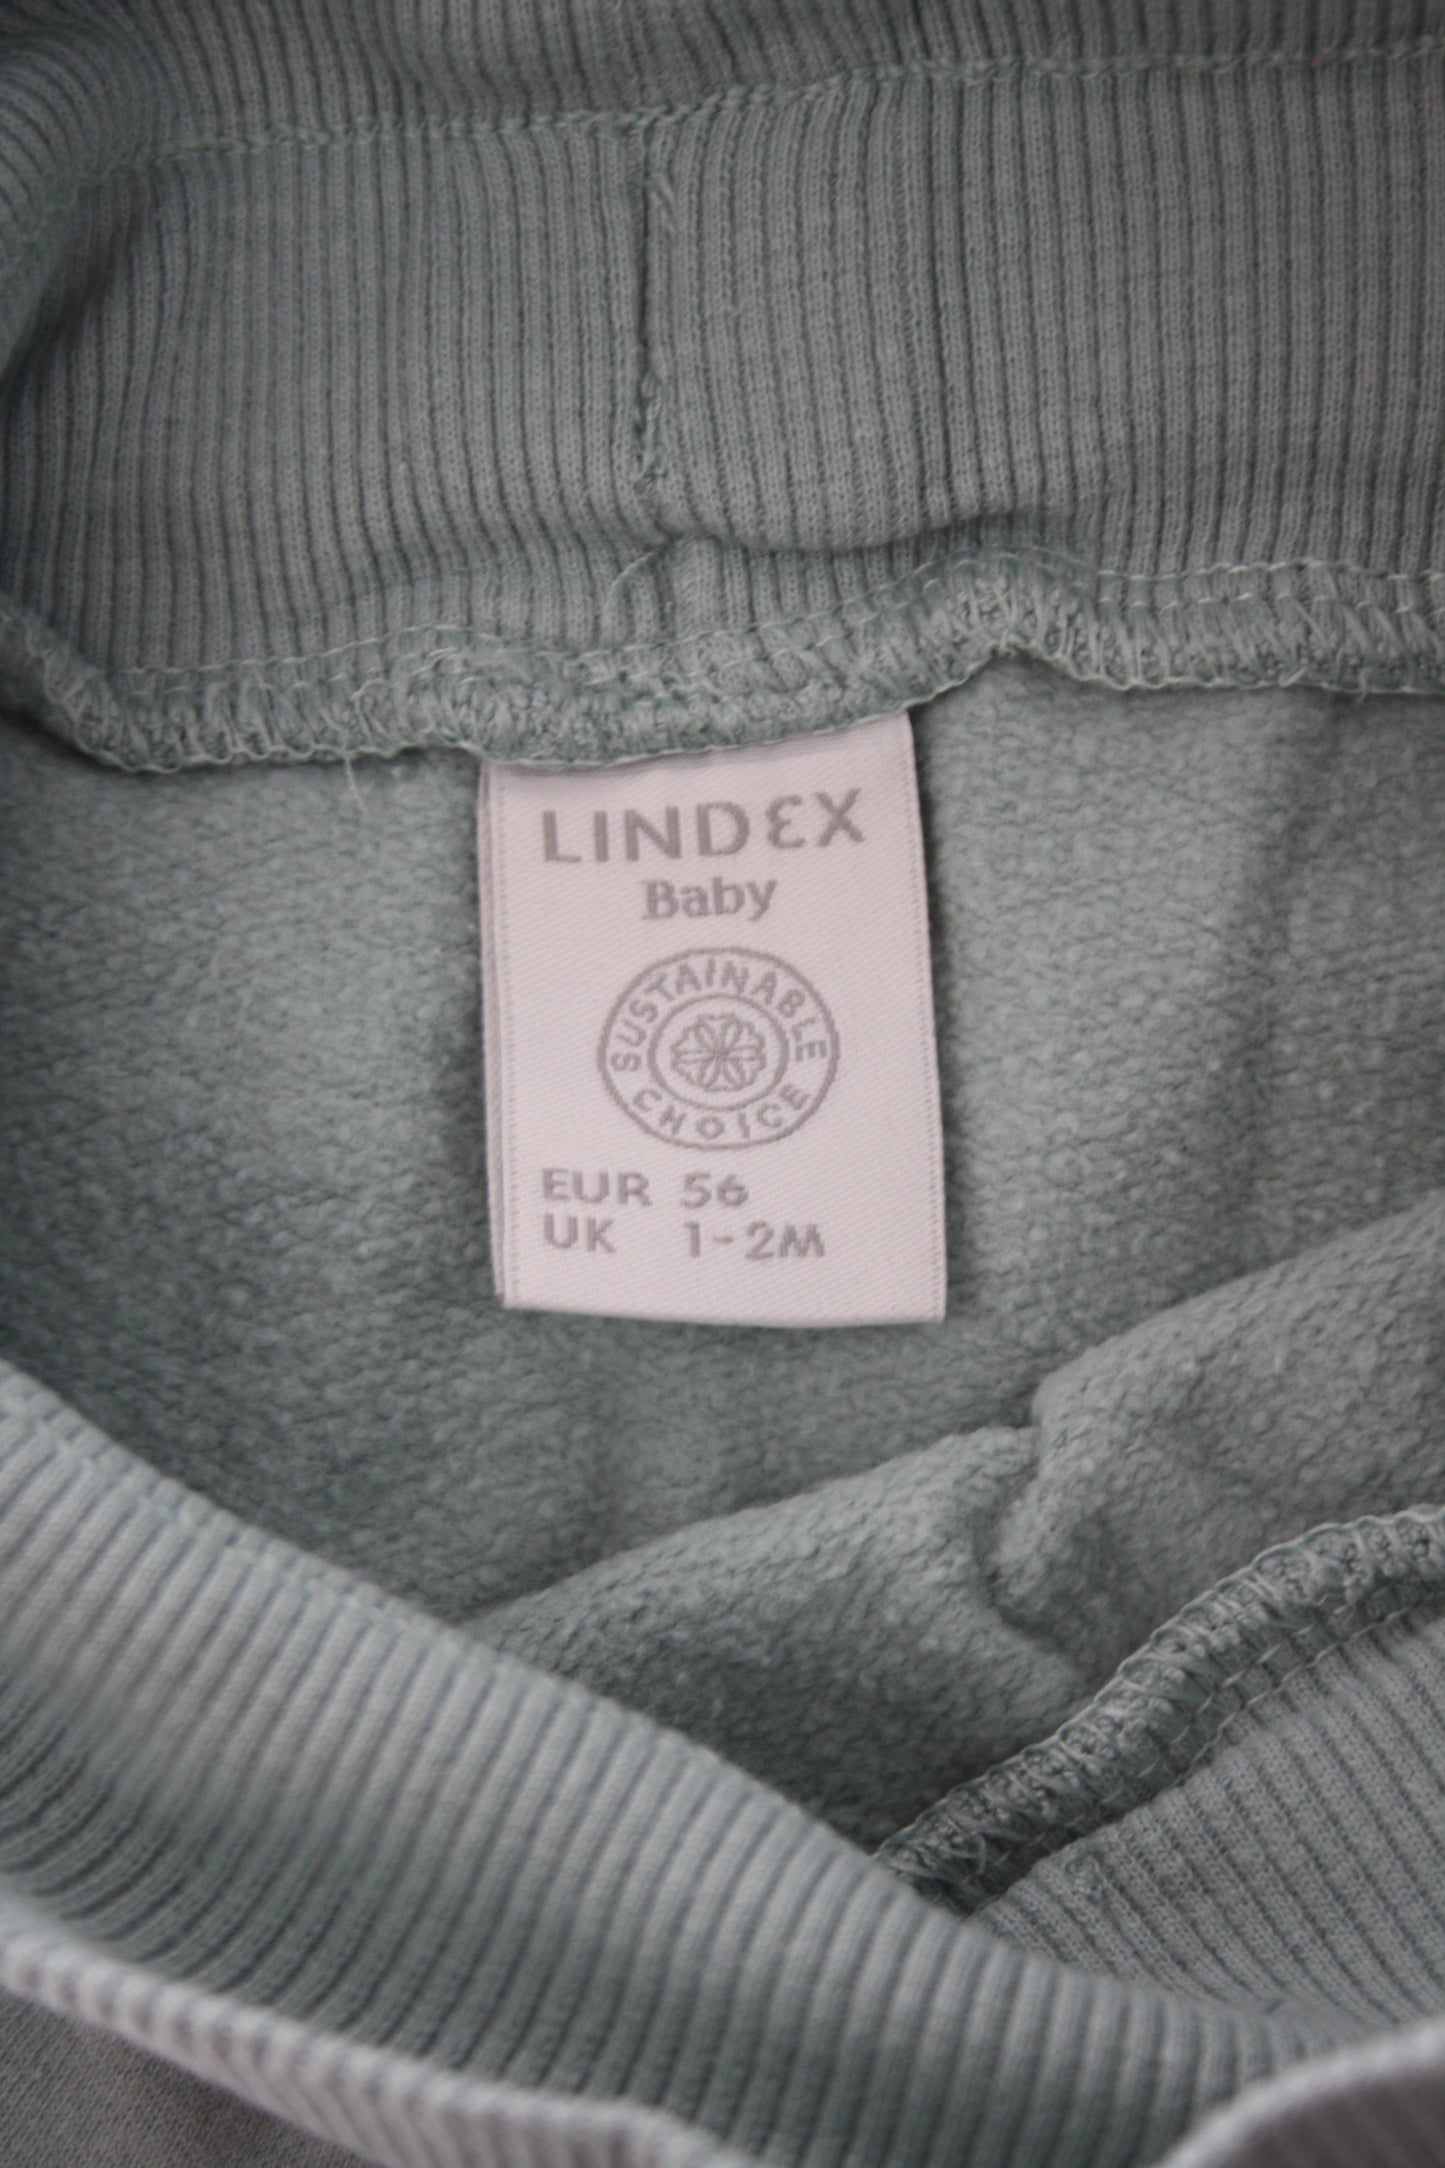 LINDEX
Baby
SUSTAINABLE
CHOICE
EUR 56
UK 1-2M